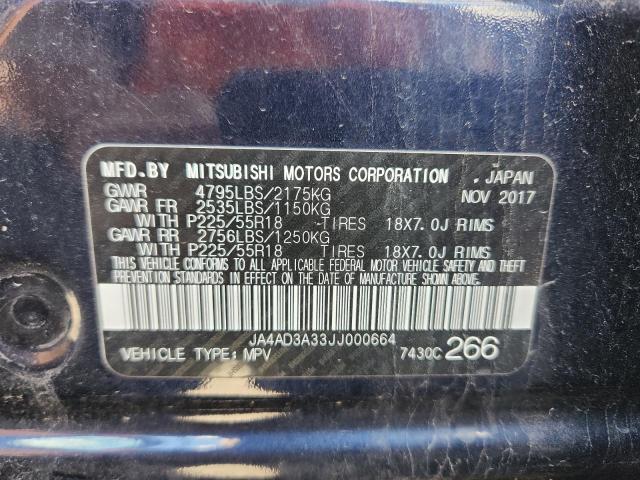 MFD.BY MITSUBISHI MOTORS CORPORATION , JAPAN
GVWR 4795LBS/2175KG NOV 2017
GAWR FR 2535LBS/1150KG
WITH P225/55R18 TIRES 18X7.0J RIMS
GAWR RR 2756LBS/1250KG
WITH P225/55R18 TIRES 18X7.0J RIMS
THIS VEHICLE CONFORMS TO ALL APPLICABLE FEDERAL MOTOR VEHICLE SAFETY AND THEFT
PREVENTION STANDARDS IN EFFECT ON THE DATE OF MANUFACTURE SHOWN ABOVE.
JA4AD3A33JJ000664
VEHICLE TYPE: MPV 7430C 266